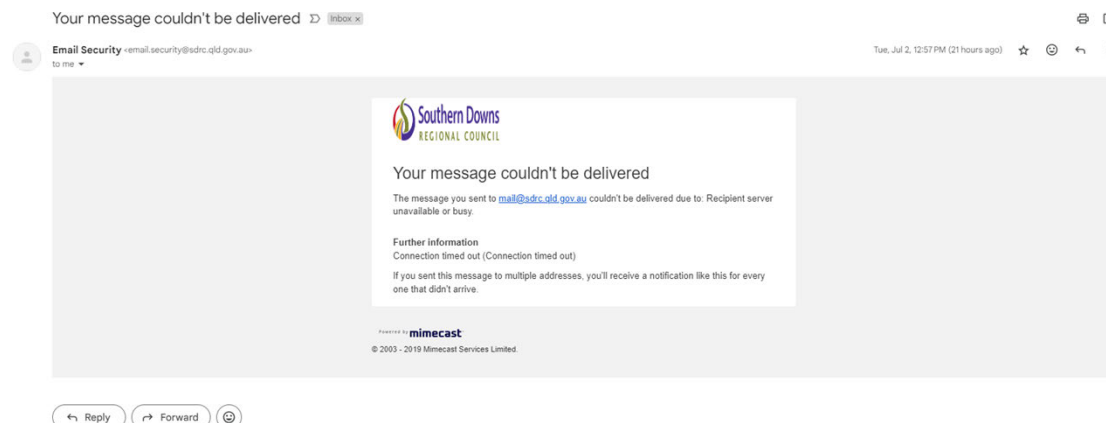 Your message couldn't be delivered Inbox x
Email Security <email.security@sdrc.qld.gov.au> Tue, Jul 2, 12:57 PM (21 hours ago)
to me
Southern Downs
REGIONAL COUNCIL
Your message couldn't be delivered
The message you sent to mail@sdrc.qld.gov.au couldn't be delivered due to: Recipient server
unavailable or busy.
Further information
Connection timed out (Connection timed out)
If you sent this message to multiple addresses, you'll receive a notification like this for every
one that didn't arrive.
Powered by mimecast
© 2003 - 2019 Mimecast Services Limited.
Reply Forward